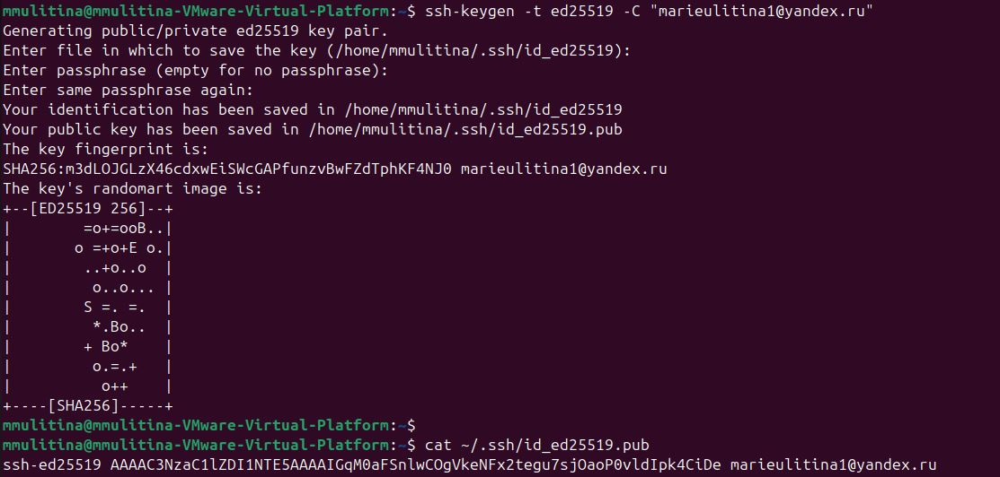 mmulitina@mmulitina-VMware-Virtual-Platform:~$ ssh-keygen -t ed25519 -C "marieulitina1@yandex.ru"
Generating public/private ed25519 key pair.
Enter file in which to save the key (/home/mmulitina/.ssh/id_ed25519):
Enter passphrase (empty for no passphrase):
Enter same passphrase again:
Your identification has been saved in /home/mmulitina/.ssh/id_ed25519
Your public key has been saved in /home/mmulitina/.ssh/id_ed25519.pub
The key fingerprint is:
SHA256:m3dLOJGLzX46cdxwEiSWcGAPfunzvBwFZdTphKF4NJ0 marieulitina1@yandex.ru
The key's randomart image is:
+--[ED25519 256]--+
|        =o+=ooB..|
|       o =+o+E o.|
|        ..+o..o  |
|         o..o... |
|        S =. =.  |
|         *.Bo..  |
|        + Bo*    |
|         o.=.+   |
|          o++    |
+----[SHA256]-----+
mmulitina@mmulitina-VMware-Virtual-Platform:~$
mmulitina@mmulitina-VMware-Virtual-Platform:~$ cat ~/.ssh/id_ed25519.pub
ssh-ed25519 AAAAC3NzaC1lZDI1NTE5AAAAIGqM0aFSnlwCOgVkeNFx2tegu7sjOaoP0vldIpk4CiDe marieulitina1@yandex.ru